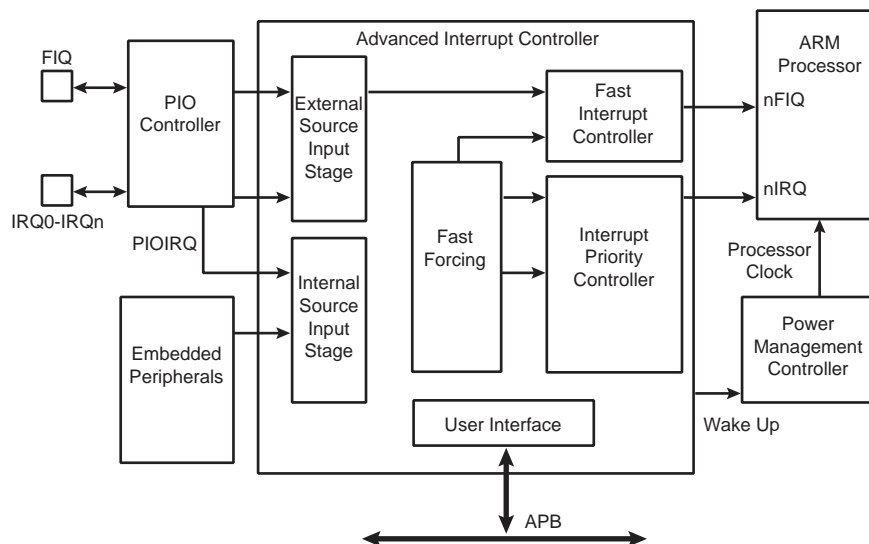 Advanced Interrupt Controller
FIQ
PIO
Controller
External
Source
Input
Stage
Fast
Interrupt
Controller
ARM
Processor
nFIQ
nIRQ
IRQ0-IRQn
PIOIRQ
Internal
Source
Input
Stage
Fast
Forcing
Interrupt
Priority
Controller
Processor
Clock
Embedded
Peripherals
Power
Management
Controller
User Interface
Wake Up
APB